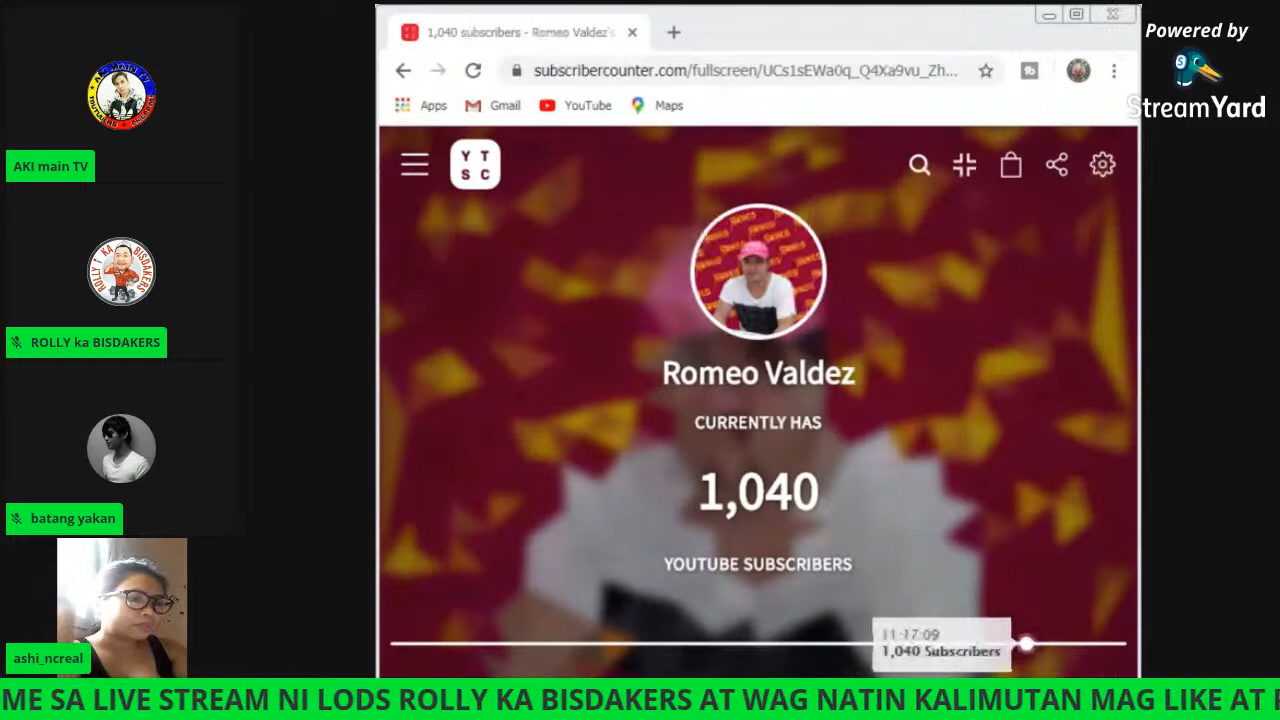 1,040 subscribers - Romeo Valdez's
subscribercounter.com/fullscreen/UCs1sEWa0q_Q4Xa9vu_Zh...
Apps Gmail YouTube Maps
Powered by
StreamYard
Y T
S C
AKI main TV
ROLLY ka BISDAKERS
batang yakan
ashi_ncreal
Romeo Valdez
CURRENTLY HAS
1,040
YOUTUBE SUBSCRIBERS
11:17:09
1,040 Subscribers
ME SA LIVE STREAM NI LODS ROLLY KA BISDAKERS AT WAG NATIN KALIMUTAN MAG LIKE AT